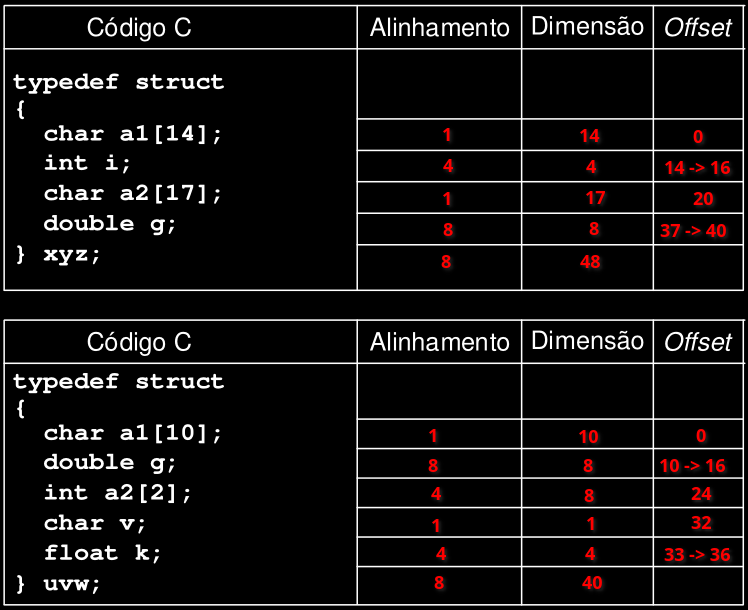 Código C Alinhamento Dimensão Offset
typedef struct
{
char a1[14]; 1 14 0
int i; 4 4 14 -> 16
char a2[17]; 1 17 20
double g; 8 8 37 -> 40
} xyz; 8 48
Código C Alinhamento Dimensão Offset
typedef struct
{
char a1[10]; 1 10 0
double g; 8 8 10 -> 16
int a2[2]; 4 8 24
char v; 1 1 32
float k; 4 4 33 -> 36
} uvw; 8 40